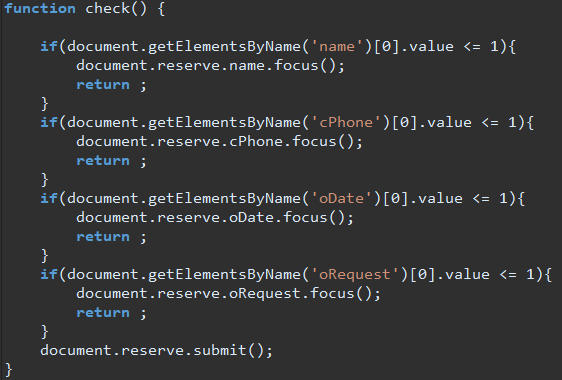 function check() {
if(document.getElementsByName('name')[0].value <= 1){
document.reserve.name.focus();
return ;
}
if(document.getElementsByName('cPhone')[0].value <= 1){
document.reserve.cPhone.focus();
return ;
}
if(document.getElementsByName('oDate')[0].value <= 1){
document.reserve.oDate.focus();
return ;
}
if(document.getElementsByName('oRequest')[0].value <= 1){
document.reserve.oRequest.focus();
return ;
}
document.reserve.submit();
}